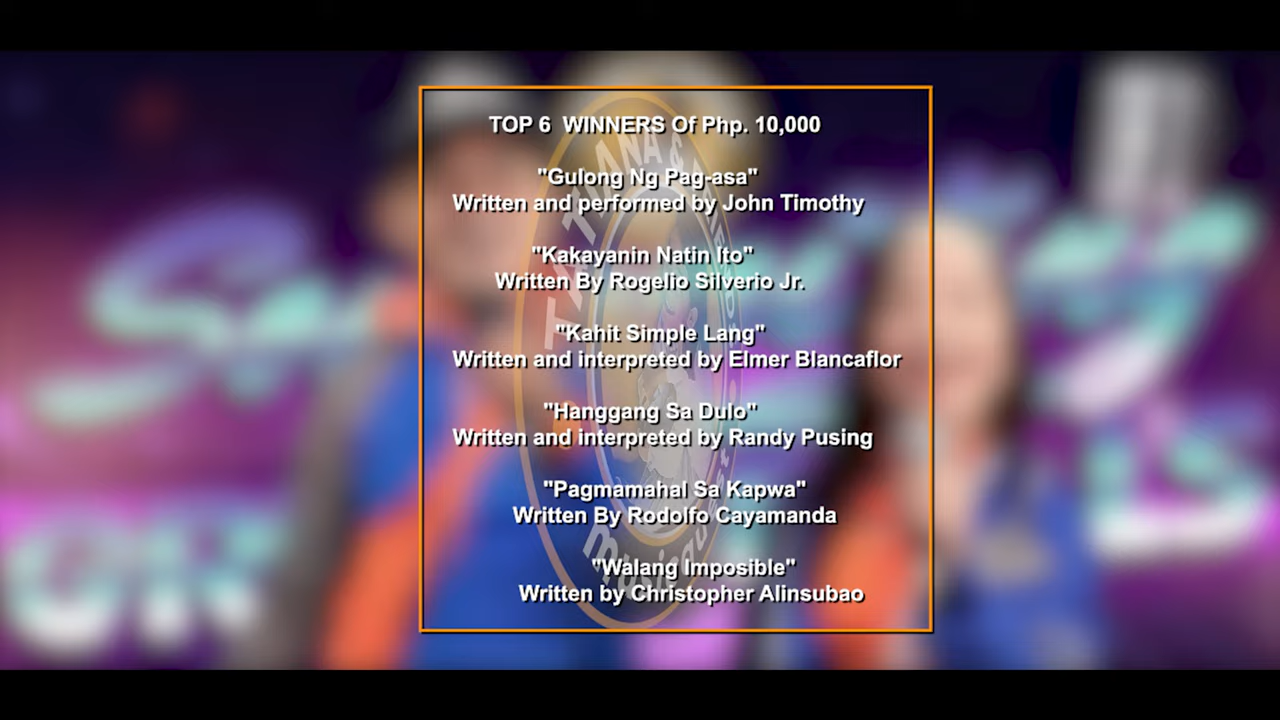 TOP 6 WINNERS Of Php. 10,000
"Gulong Ng Pag-asa"
Written and performed by John Timothy
"Kakayanin Natin Ito"
Written By Rogelio Silverio Jr.
"Kahit Simple Lang"
Written and interpreted by Elmer Blancaflor
"Hanggang Sa Dulo"
Written and interpreted by Randy Pusing
"Pagmamahal Sa Kapwa"
Written By Rodolfo Cayamanda
"Walang Imposible"
Written by Christopher Alinsubao
TATIANA &